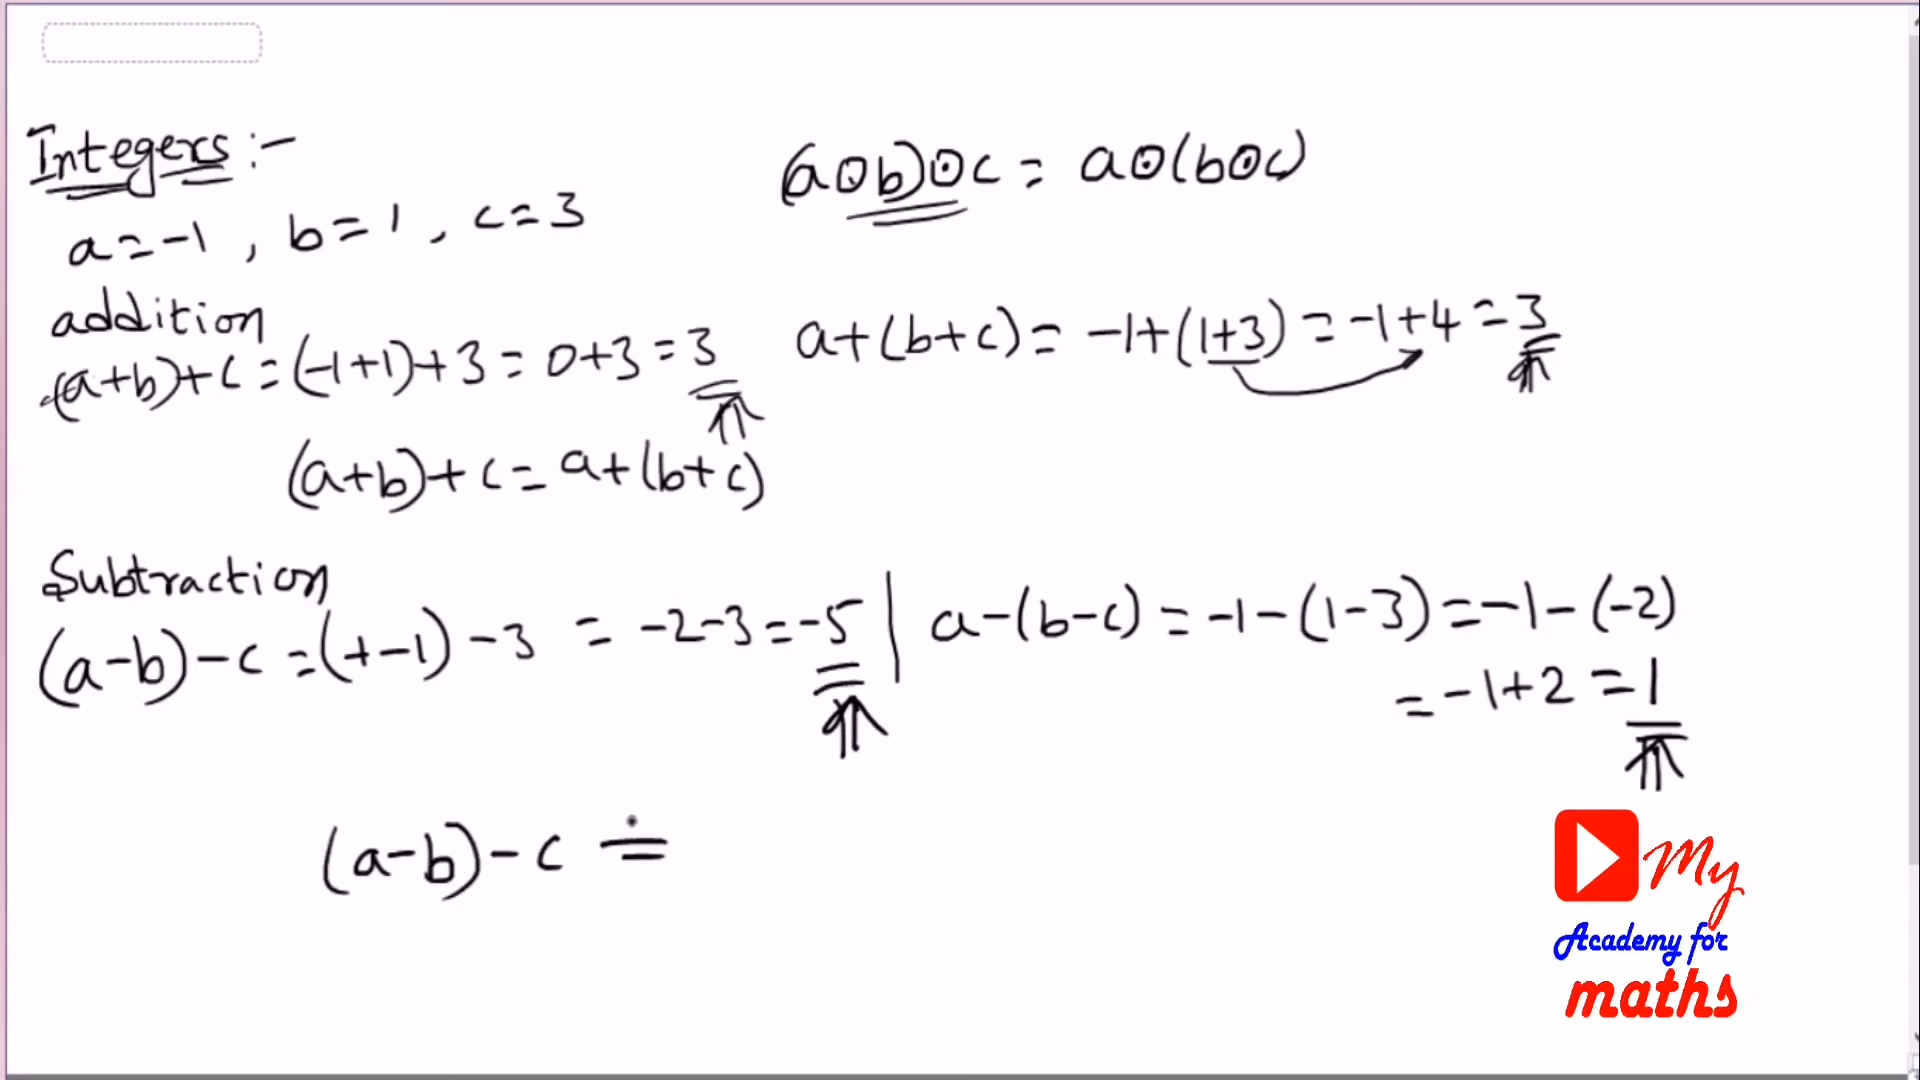 Integers :-
(a⊙b)⊙c = a⊙(b⊙c)
a = -1 , b = 1 , c = 3
addition
(a+b)+c = (-1+1)+3 = 0+3 = 3
a+(b+c) = -1+(1+3) = -1+4 = 3
(a+b)+c = a+(b+c)
Subtraction
(a-b)-c = (+-1)-3 = -2-3 = -5
a-(b-c) = -1-(1-3) = -1-(-2)
= -1+2 = 1
(a-b)-c =
My
Academy for
maths